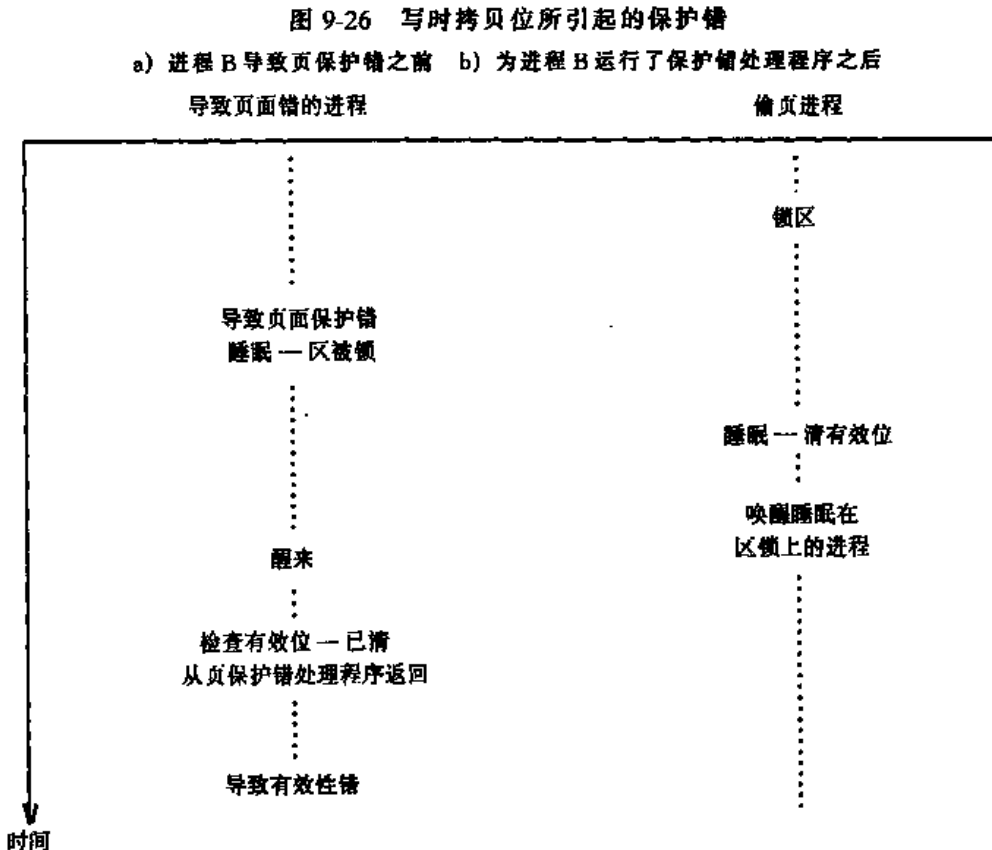 图 9-26 写时拷贝位所引起的保护错
a) 进程 B 导致页保护错之前 b) 为进程 B 运行了保护错处理程序之后
导致页面错的进程
偷页进程
锁区
导致页面保护错
睡眠 — 区被锁
睡眠 — 清有效位
唤醒睡眠在
区锁上的进程
醒来
检查有效位 — 已清
从页保护错处理程序返回
导致有效性错
时间